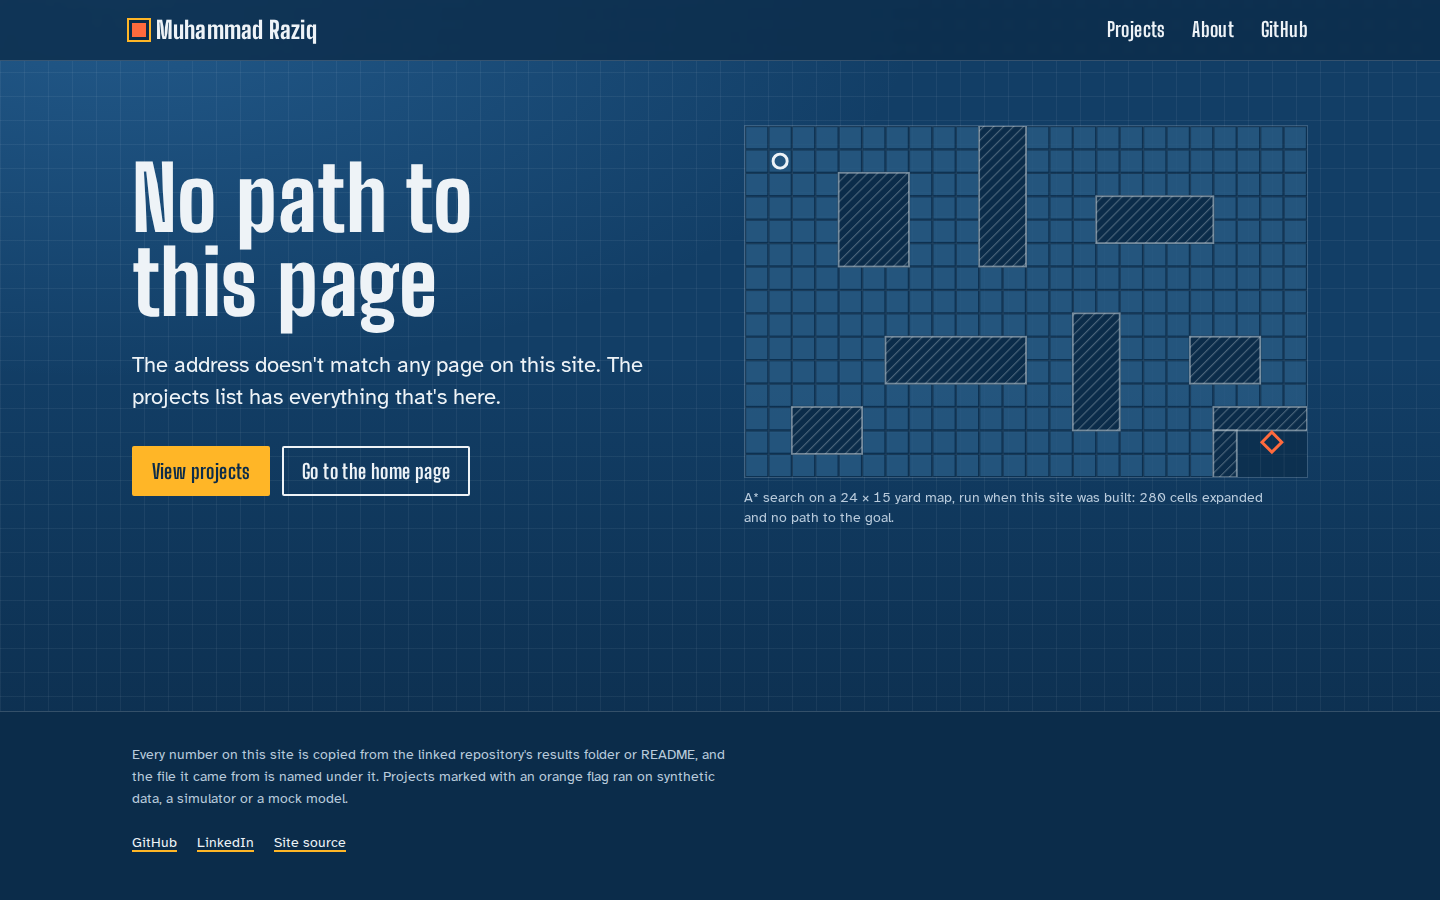 Muhammad Raziq
Projects About GitHub
No path to
this page
The address doesn't match any page on this site. The
projects list has everything that's here.
View projects Go to the home page
A* search on a 24 × 15 yard map, run when this site was built: 280 cells expanded
and no path to the goal.
Every number on this site is copied from the linked repository's results folder or README, and
the file it came from is named under it. Projects marked with an orange flag ran on synthetic
data, a simulator or a mock model.
GitHub LinkedIn Site source